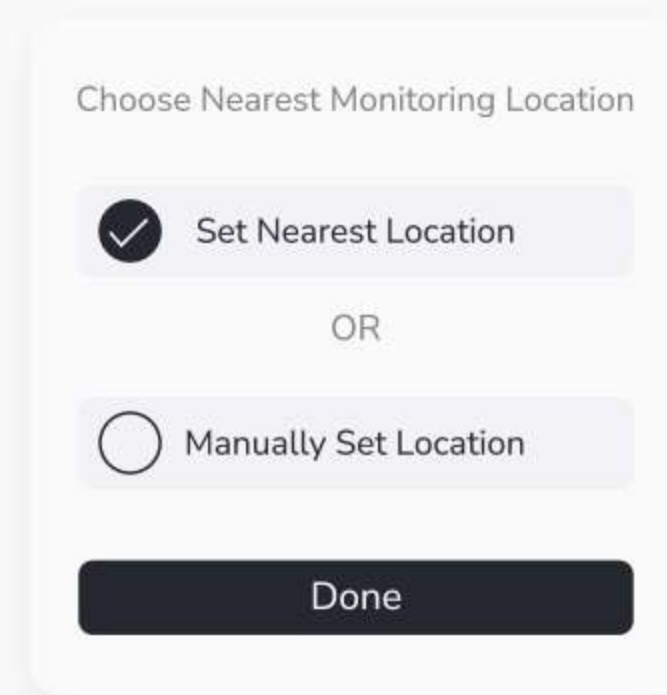 Choose Nearest Monitoring Location
Set Nearest Location
OR
Manually Set Location
Done